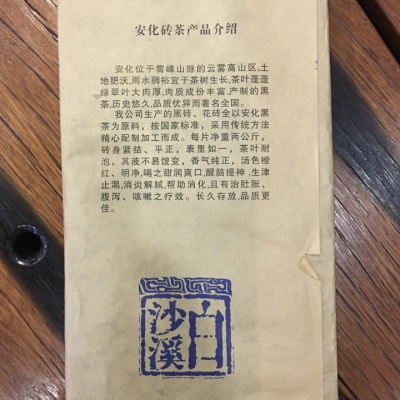 安化砖茶产品介绍
安化位于雪峰山脉的云雾高山区,土
地肥沃,雨水稠裕宜于茶树生长,茶叶蓬蓬
绿翠叶大肉厚,肉质成份丰富,产制的黑
茶,历史悠久,品质优异而著名全国。
我公司生产的黑砖、花砖全以安化黑
茶为原料，按国家标准，采用传统方法
精心配制加工而成。每片净重两公斤，
砖身紧结、平正，表里如一，茶叶耐
泡，其液不易馊变，香气纯正，汤色橙
红、明净,喝之甜润爽口,醒脑提神,生津
止渴,消炎解腻,帮助消化,且有治肚胀、
腹泻、咳嗽之疗效。长久存放,品质更
佳。
白沙溪